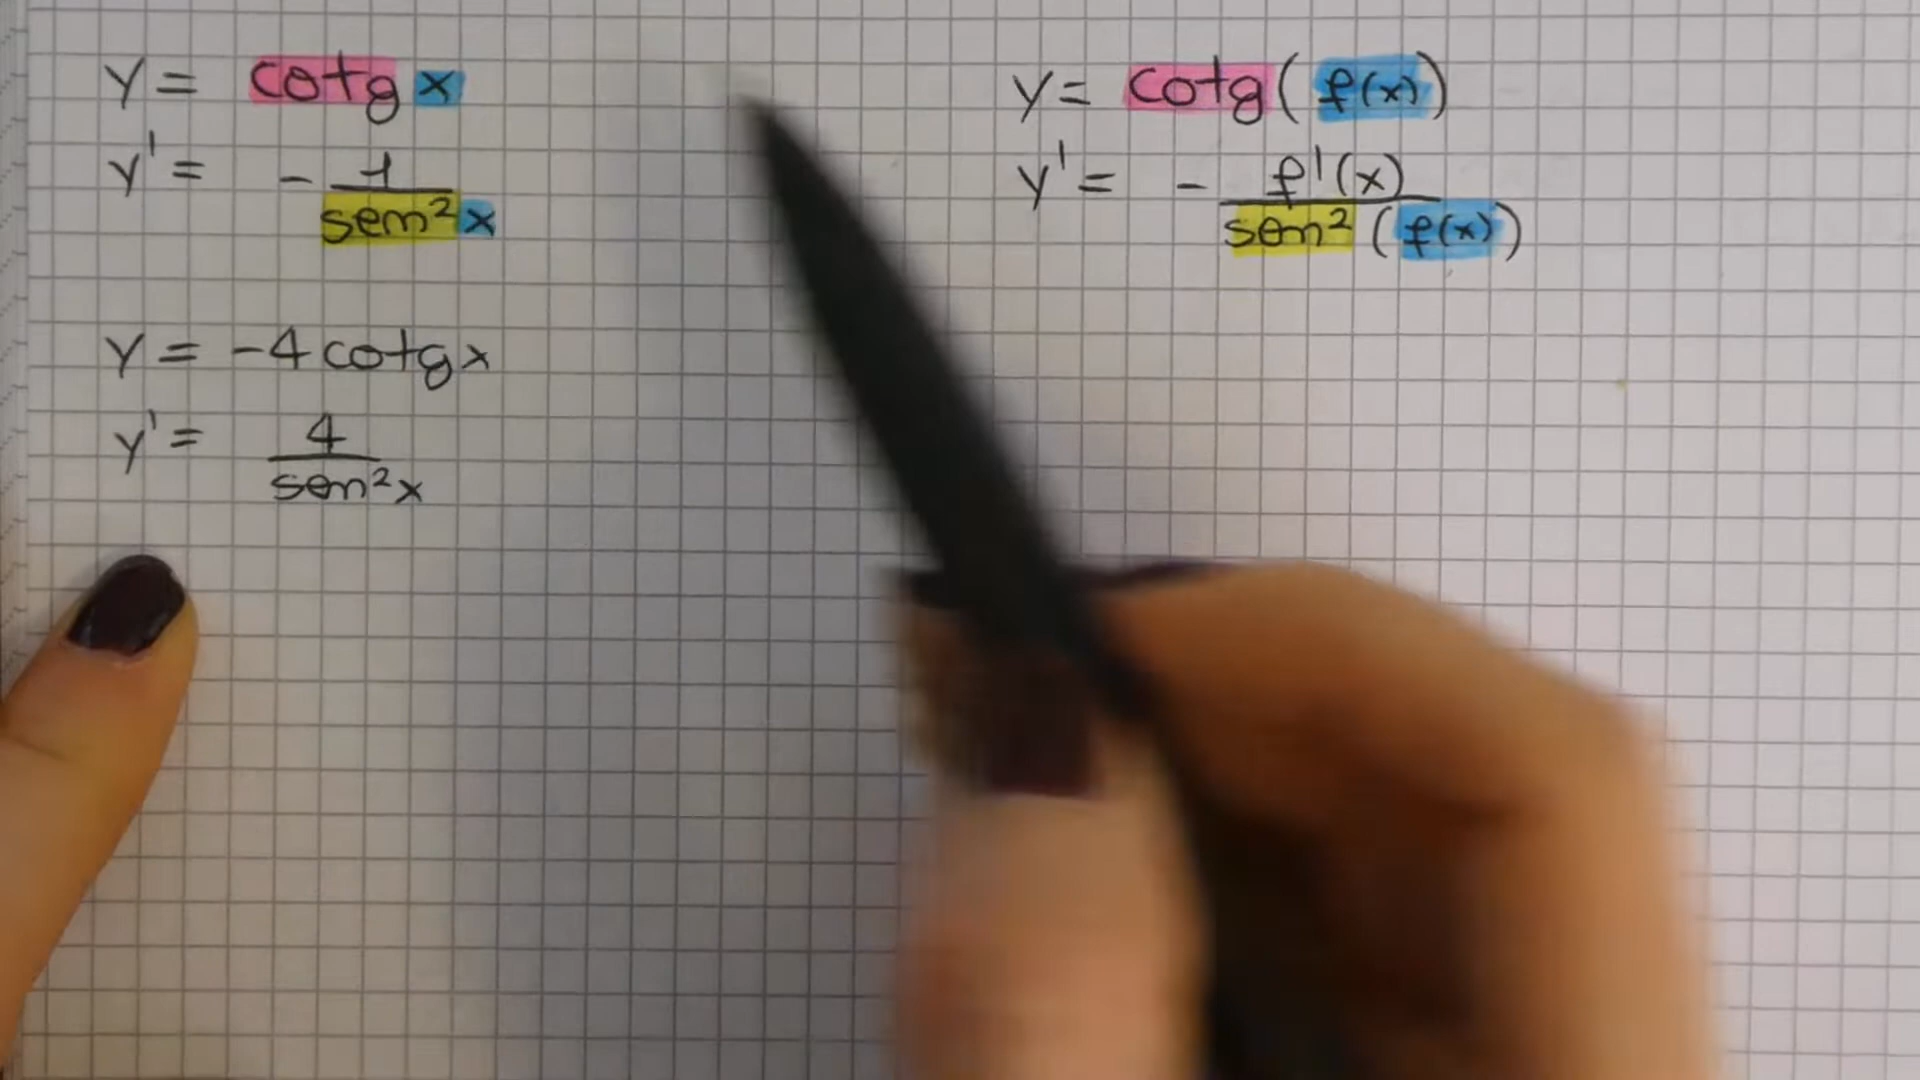 y = cotg x
y' = - 1/sen²x
y = -4 cotg x
y' = 4/sen²x
y = cotg(f(x))
y' = - f'(x)/sen²(f(x))